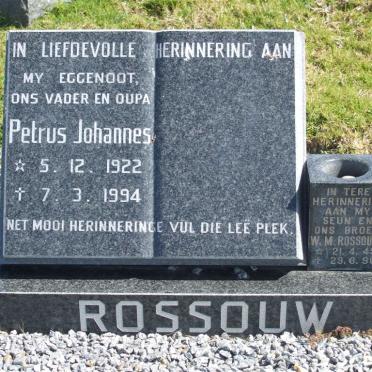 IN LIEFDEVOLLE HERINNERING AAN
MY EGGENOOT,
ONS VADER EN OUPA
Petrus Johannes
☆ 5. 12. 1922
† 7. 3. 1994
NET MOOI HERINNERINGE VUL DIE LEË PLEK.
ROSSOUW
IN TERE
HERINNERING
AAN MY
SEUN EN
ONS BROER
W. M. ROSSOUW